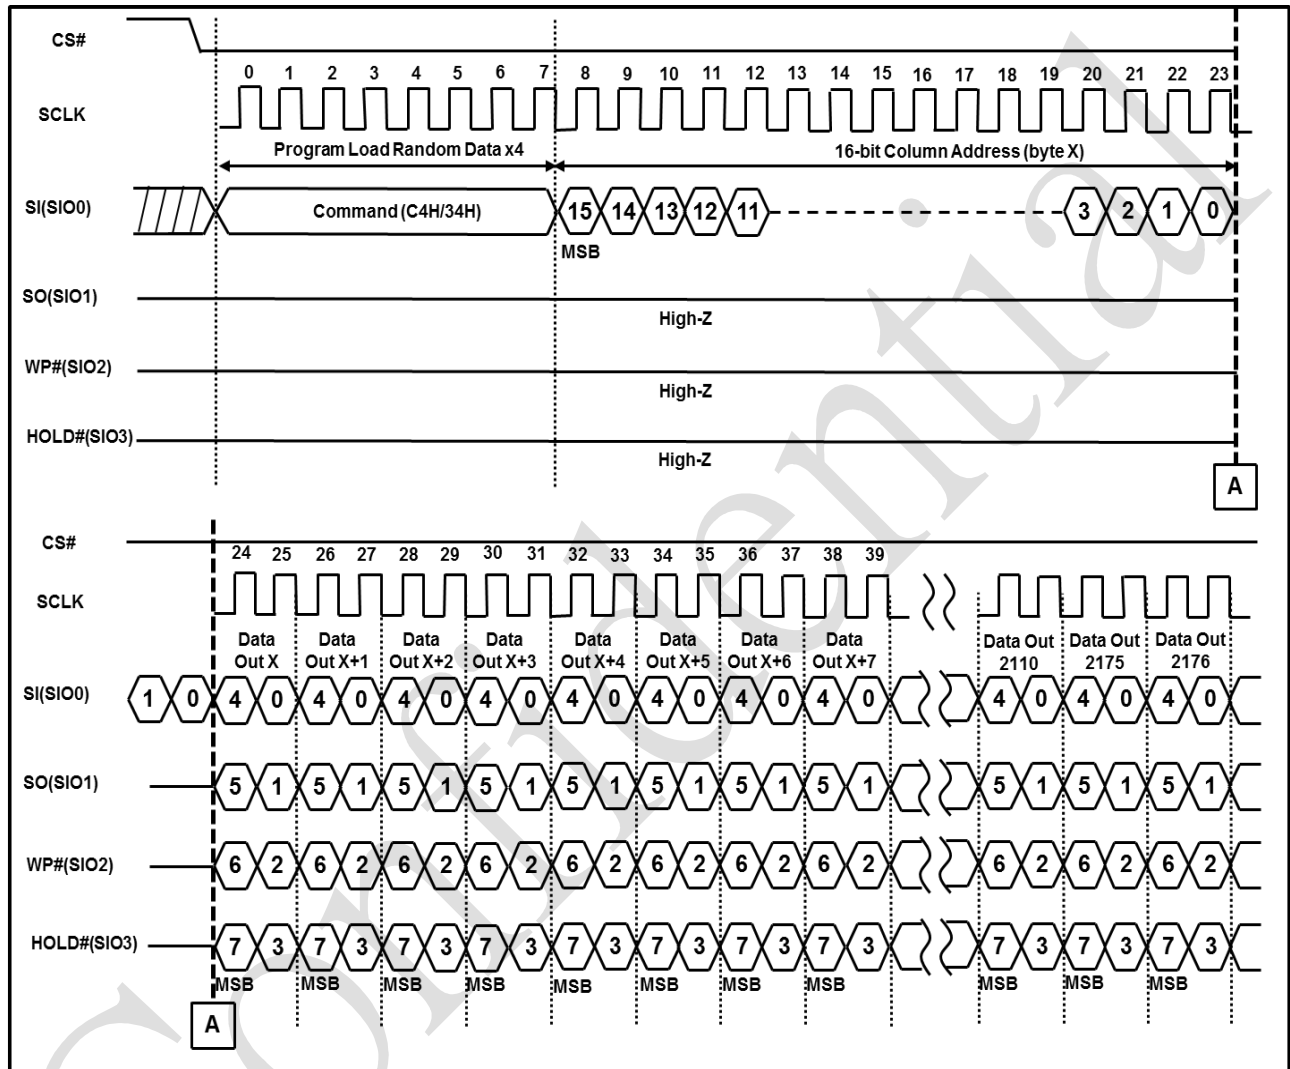 CS#
0 1 2 3 4 5 6 7 8 9 10 11 12 13 14 15 16 17 18 19 20 21 22 23
SCLK
Program Load Random Data x4 16-bit Column Address (byte X)
SI(SIO0) Command (C4H/34H) 15 14 13 12 11 3 2 1 0
MSB
SO(SIO1)
High-Z
WP#(SIO2)
High-Z
HOLD#(SIO3)
High-Z
A
CS#
24 25 26 27 28 29 30 31 32 33 34 35 36 37 38 39
SCLK
Data Data Data Data Data Data Data Data Data Out Data Out Data Out
Out X Out X+1 Out X+2 Out X+3 Out X+4 Out X+5 Out X+6 Out X+7 2110 2175 2176
SI(SIO0) 1 0 4 0 4 0 4 0 4 0 4 0 4 0 4 0 4 0 4 0 4 0 4 0
SO(SIO1) 5 1 5 1 5 1 5 1 5 1 5 1 5 1 5 1 5 1 5 1 5 1
WP#(SIO2) 6 2 6 2 6 2 6 2 6 2 6 2 6 2 6 2 6 2 6 2 6 2
HOLD#(SIO3) 7 3 7 3 7 3 7 3 7 3 7 3 7 3 7 3 7 3 7 3 7 3
MSB MSB MSB MSB MSB MSB MSB MSB MSB MSB MSB
A
Confidential